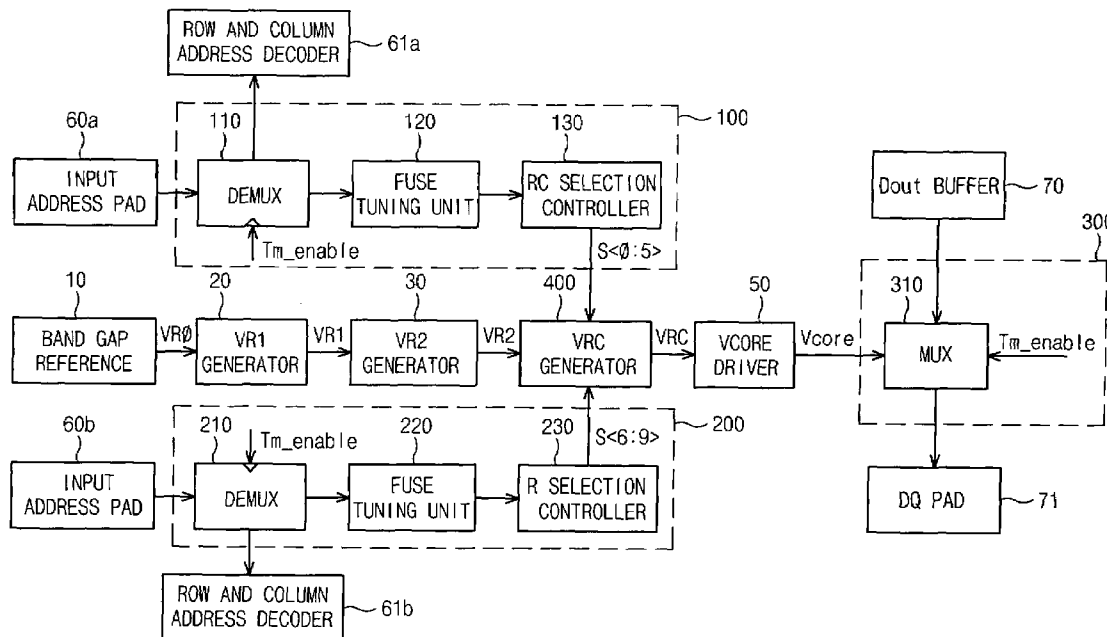 ROW AND COLUMN
ADDRESS DECODER
61a
60a
110
120
130
100
INPUT
ADDRESS PAD
DEMUX
FUSE
TUNING UNIT
RC SELECTION
CONTROLLER
Dout BUFFER
70
Tm_enable
S<0:5>
300
10
20
30
400
50
310
BAND GAP
REFERENCE
VRØ
VR1
GENERATOR
VR1
VR2
GENERATOR
VR2
VRC
GENERATOR
VRC
VCORE
DRIVER
Vcore
MUX
Tm_enable
60b
210
Tm_enable
220
230
S<6:9>
200
INPUT
ADDRESS PAD
DEMUX
FUSE
TUNING UNIT
R SELECTION
CONTROLLER
DQ PAD
71
ROW AND COLUMN
ADDRESS DECODER
61b